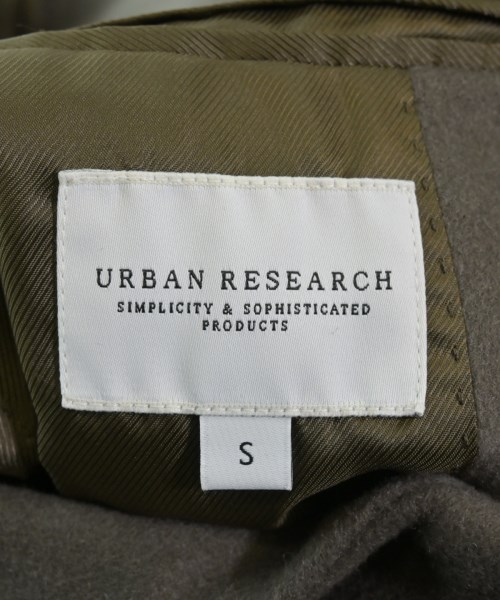 URBAN RESEARCH
SIMPLICITY & SOPHISTICATED
PRODUCTS
S